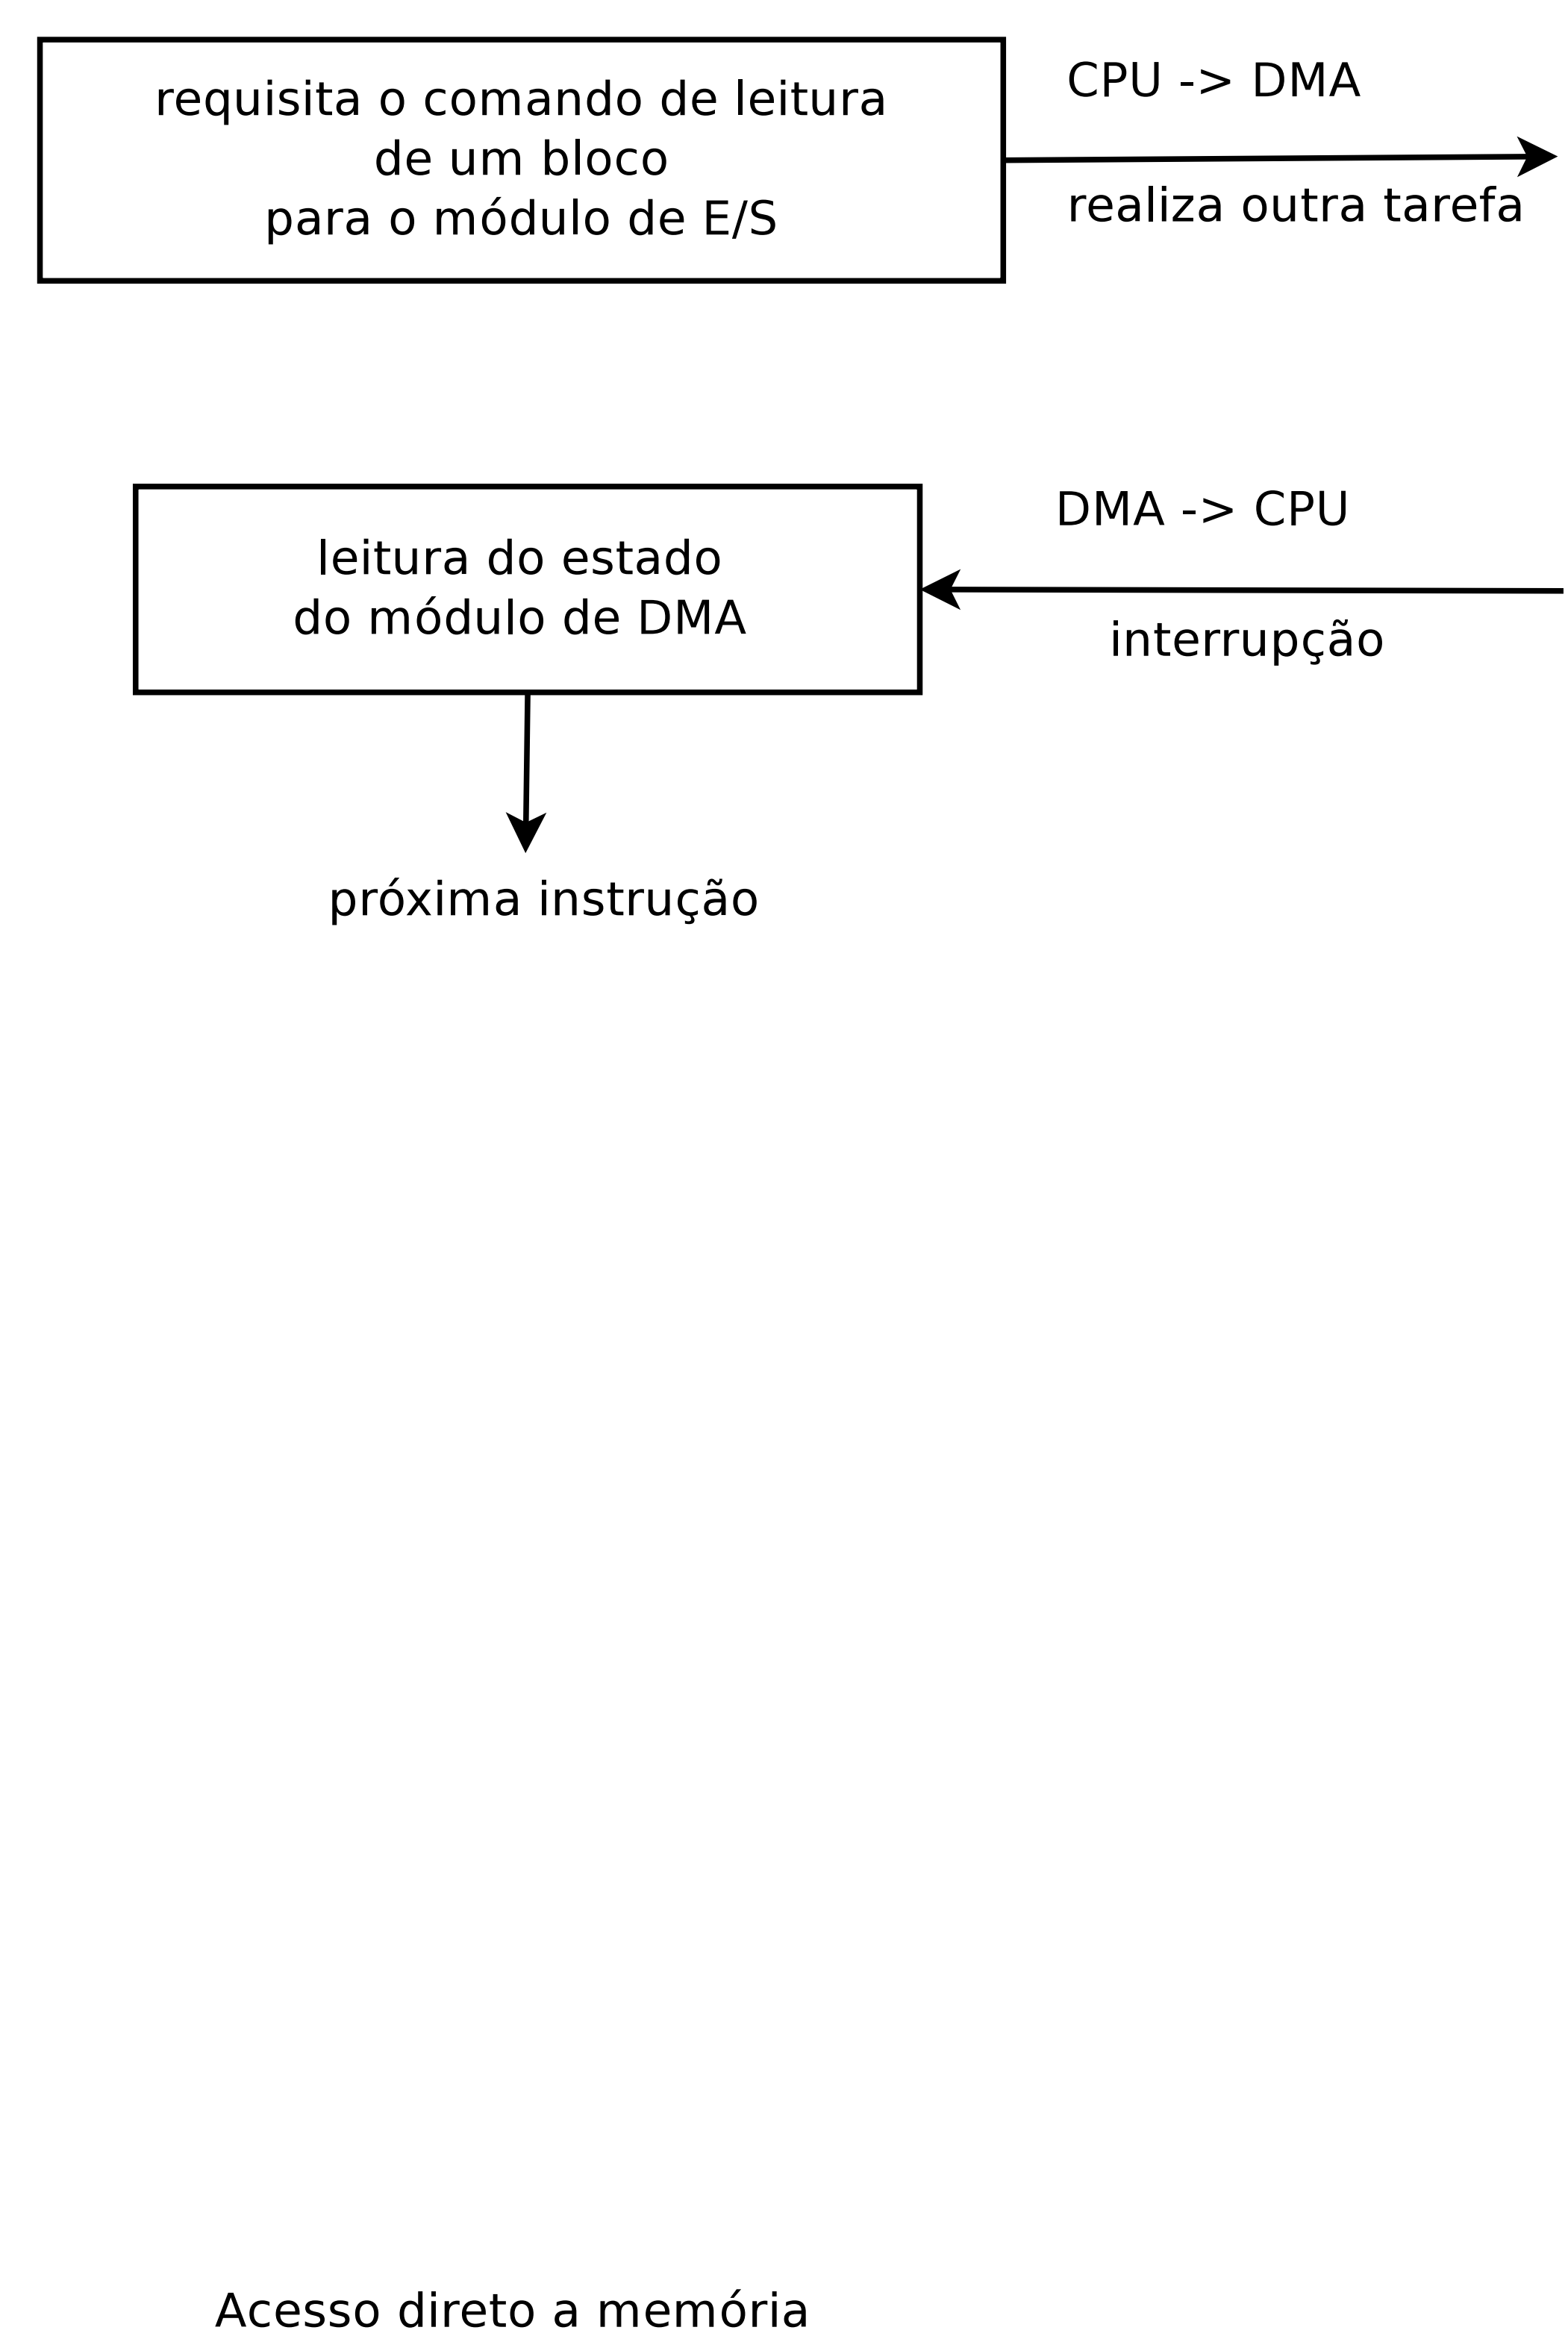 requisita o comando de leitura
de um bloco
para o módulo de E/S
CPU -> DMA
realiza outra tarefa
leitura do estado
do módulo de DMA
DMA -> CPU
interrupção
próxima instrução
Acesso direto a memória